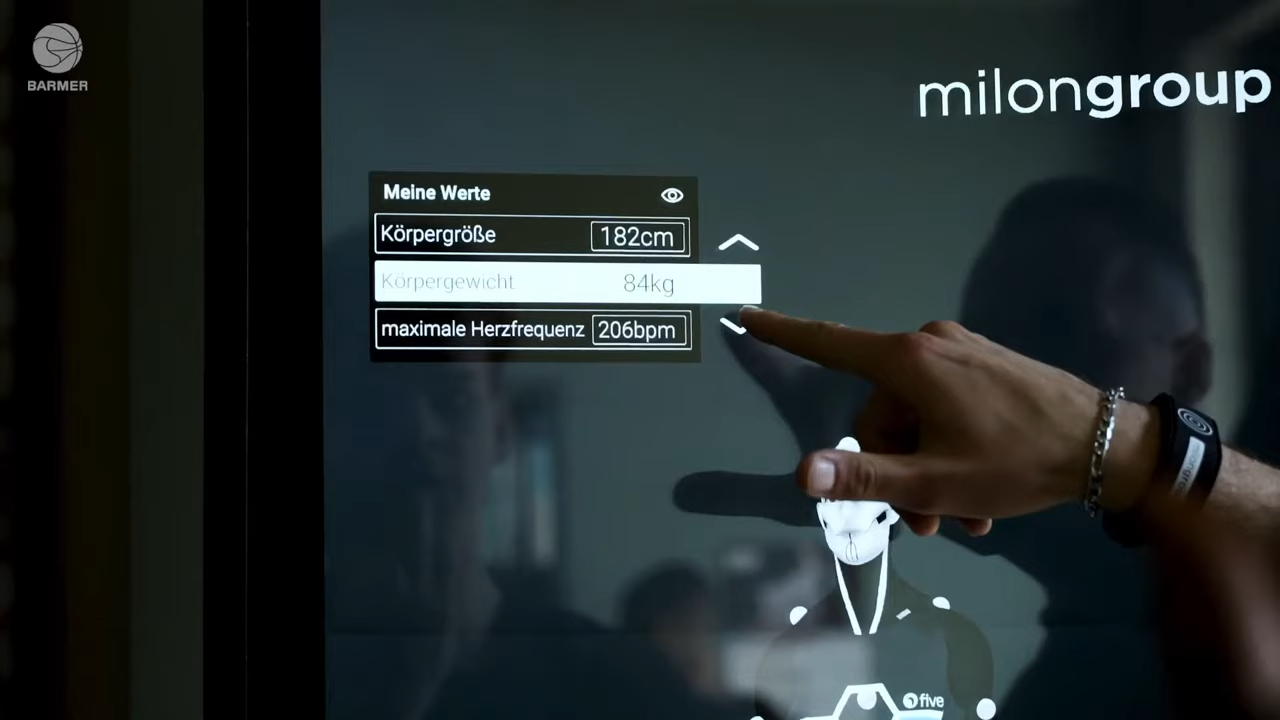 BARMER
milongroup
Meine Werte
Körpergröße 182cm
Körpergewicht 84kg
maximale Herzfrequenz 206bpm
five